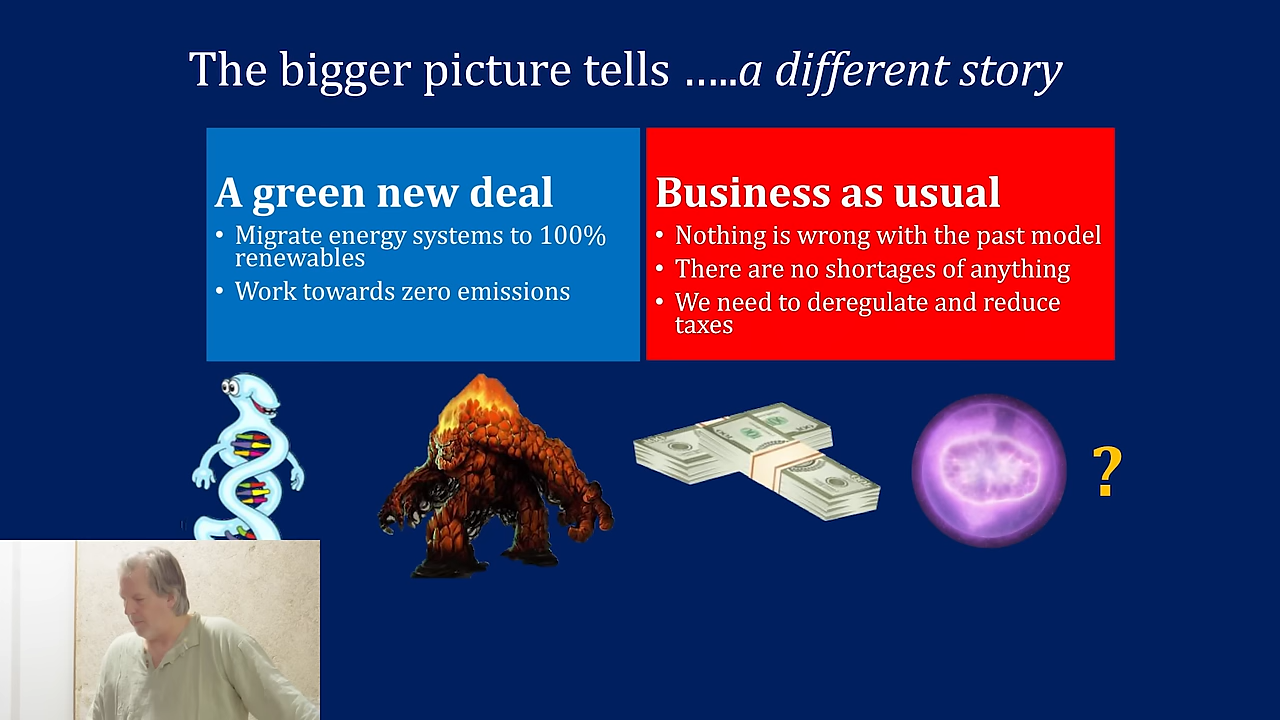 The bigger picture tells .....a different story
A green new deal
• Migrate energy systems to 100%
renewables
• Work towards zero emissions
Business as usual
• Nothing is wrong with the past model
• There are no shortages of anything
• We need to deregulate and reduce
taxes
?